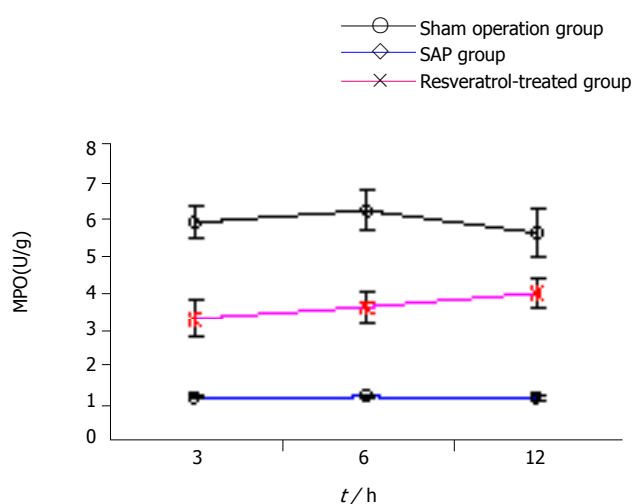 Sham operation group
SAP group
Resveratrol-treated group
8
7
6
5
4
3
2
1
0
MPO(U/g)
3 6 12
t / h